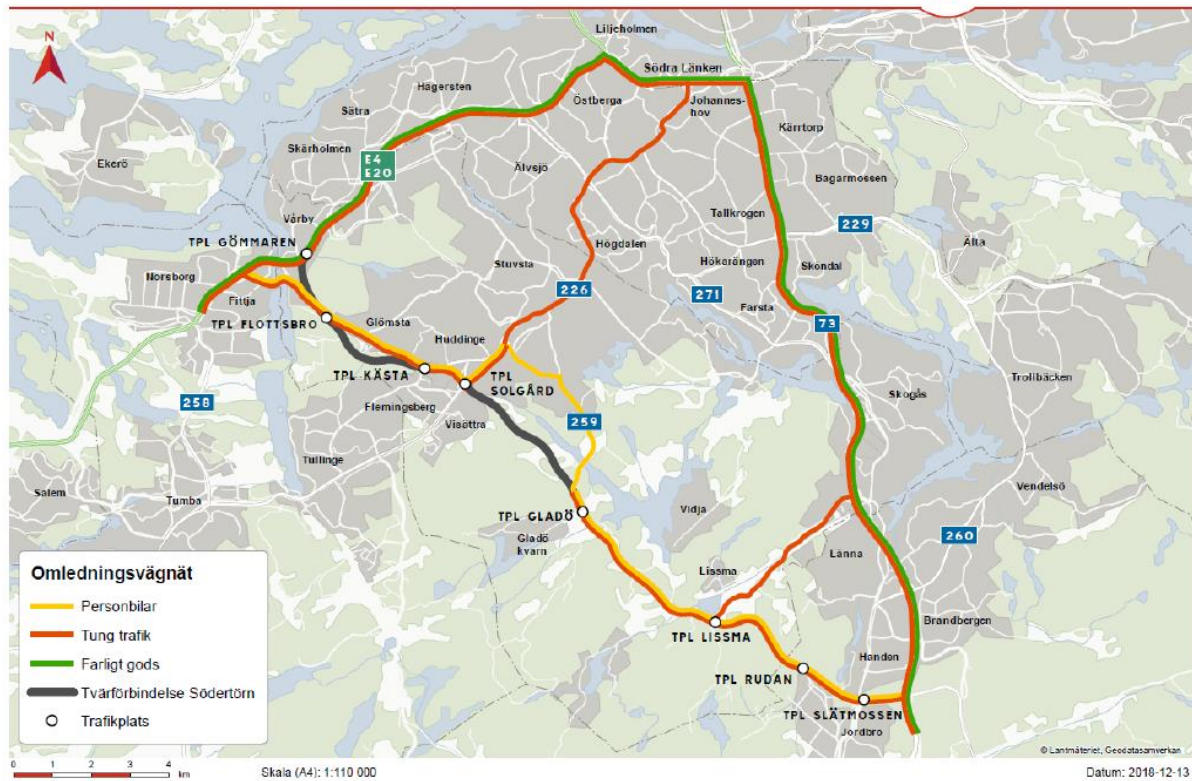 N
Liljeholmen
Södra Länken
Hägersten
Östberga
Johannes-
hov
Sätra
Kärrtorp
Skärholmen
Ekerö
E4
E20
Älvsjö
Bagarmossen
Vårby
Tallkrogen
229
TPL GÖMMAREN
Högdalen
Älta
Norsborg
Stuvsta
Hökarängen
Sköndal
226
271
Fittja
Farsta
TPL FLOTTSBRO
Glömsta
73
Huddinge
TPL KÄSTA
TPL
SOLGÅRD
Trollbäcken
258
Flemingsberg
Skogås
Visättra
259
Tullinge
Salem
Tumba
Vendelsö
TPL GLADÖ
Vidja
Gladö
kvarn
260
Länna
Lissma
Omledningsvägnät
Personbilar
Tung trafik
Farligt gods
Tvärförbindelse Södertörn
Trafikplats
Brandbergen
TPL LISSMA
Handen
TPL RUDAN
TPL SLÄTMOSSEN
Jordbro
© Lantmäteriet, Geodatasamverkan
0 1 2 3 4
km
Skala (A4): 1:110 000
Datum: 2018-12-13